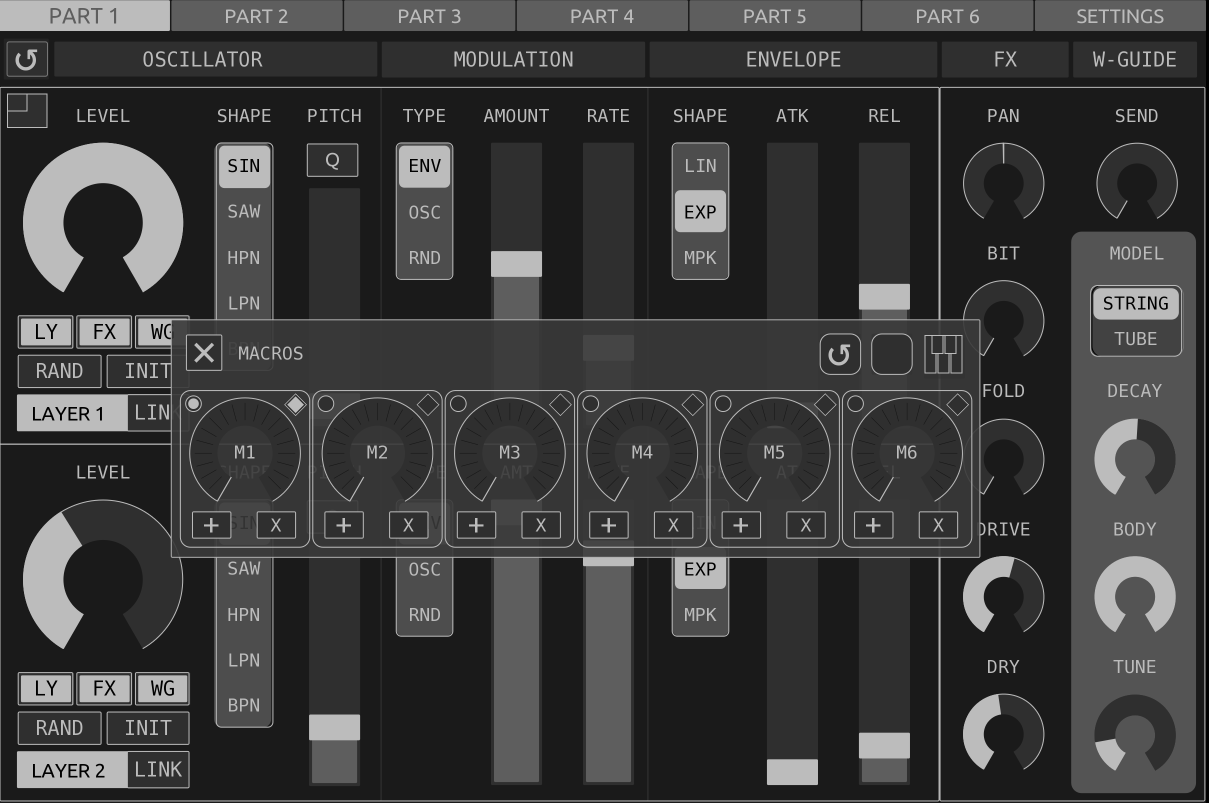 PART 1 PART 2 PART 3 PART 4 PART 5 PART 6 SETTINGS
OSCILLATOR MODULATION ENVELOPE FX W-GUIDE
LEVEL SHAPE PITCH TYPE AMOUNT RATE SHAPE ATK REL PAN SEND
Q
SIN ENV LIN
SAW OSC EXP
HPN RND MPK
BIT MODEL
LPN STRING
LY FX WG TUBE
MACROS
RAND INIT
FOLD DECAY
LAYER 1 LINK
M1 M2 M3 M4 M5 M6
LEVEL
+ X + X + X + X + X + X
DRIVE BODY
SAW OSC EXP
HPN RND MPK
LPN DRY TUNE
LY FX WG
BPN
RAND INIT
LAYER 2 LINK